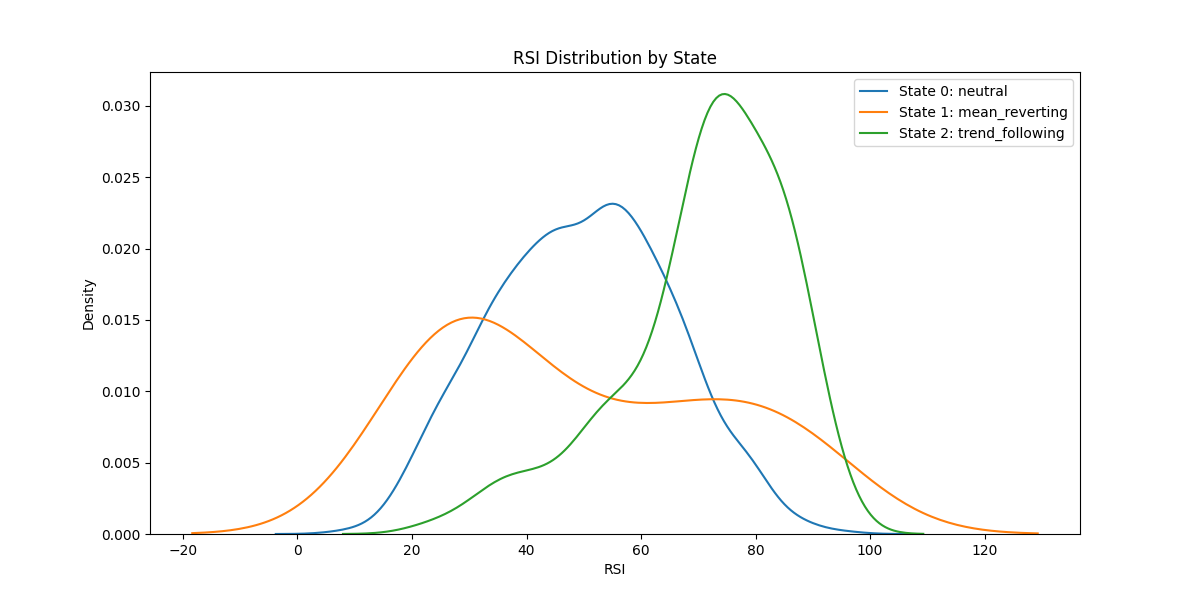 RSI Distribution by State
State 0: neutral
State 1: mean_reverting
State 2: trend_following
Density
0.030
0.025
0.020
0.015
0.010
0.005
0.000
−20 0 20 40 60 80 100 120
RSI